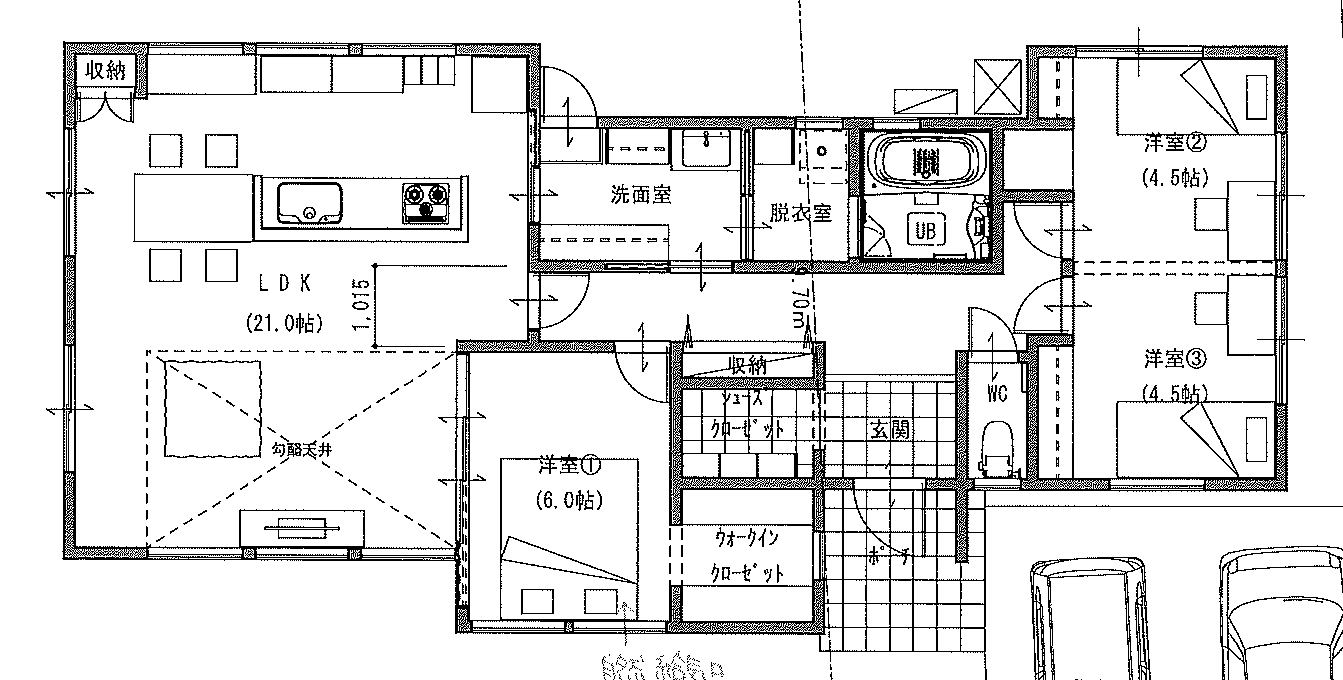 収納
洋室②
(4.5帖)
洗面室
脱衣室
UB
LDK
(21.0帖)
1,015
70m
収納
洋室③
(4.5帖)
WC
シューズ
クローゼット
玄関
勾配天井
洋室①
(6.0帖)
ウォークイン
クローゼット
ポーチ